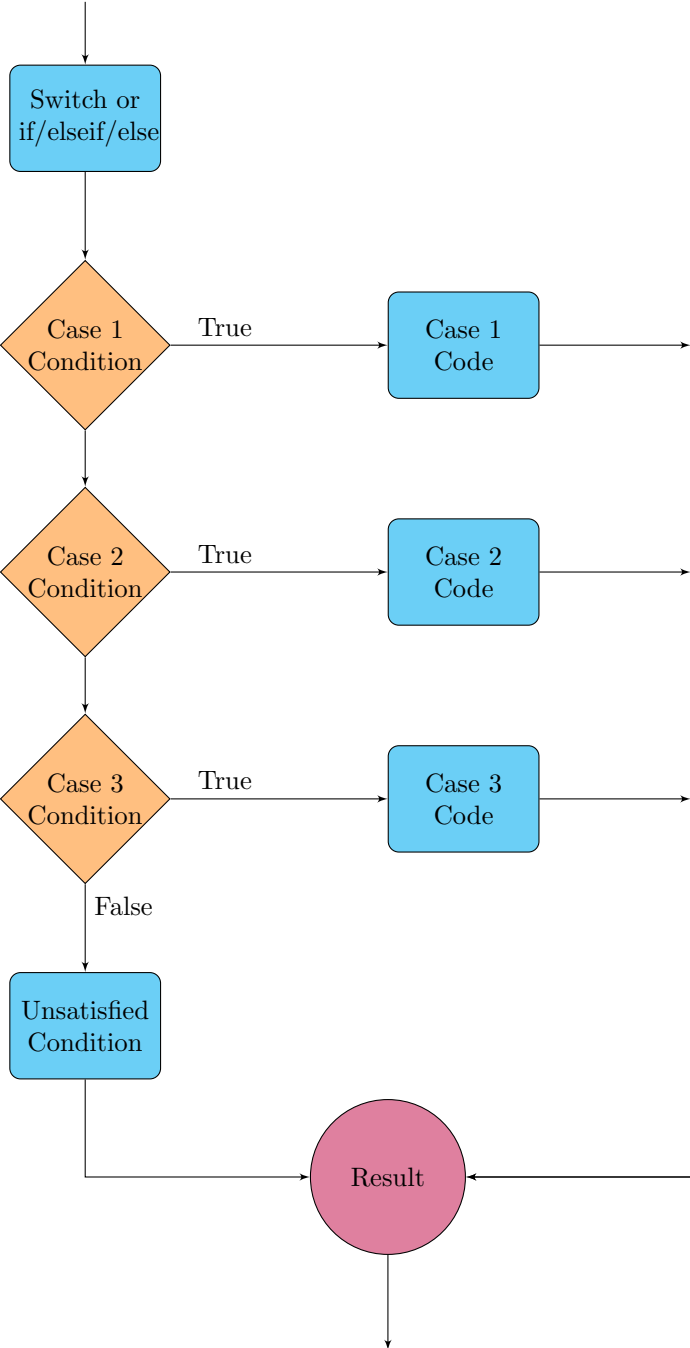 Switch or
if/elseif/else
Case 1
Condition
True
Case 1
Code
Case 2
Condition
True
Case 2
Code
Case 3
Condition
True
Case 3
Code
False
Unsatisfied
Condition
Result